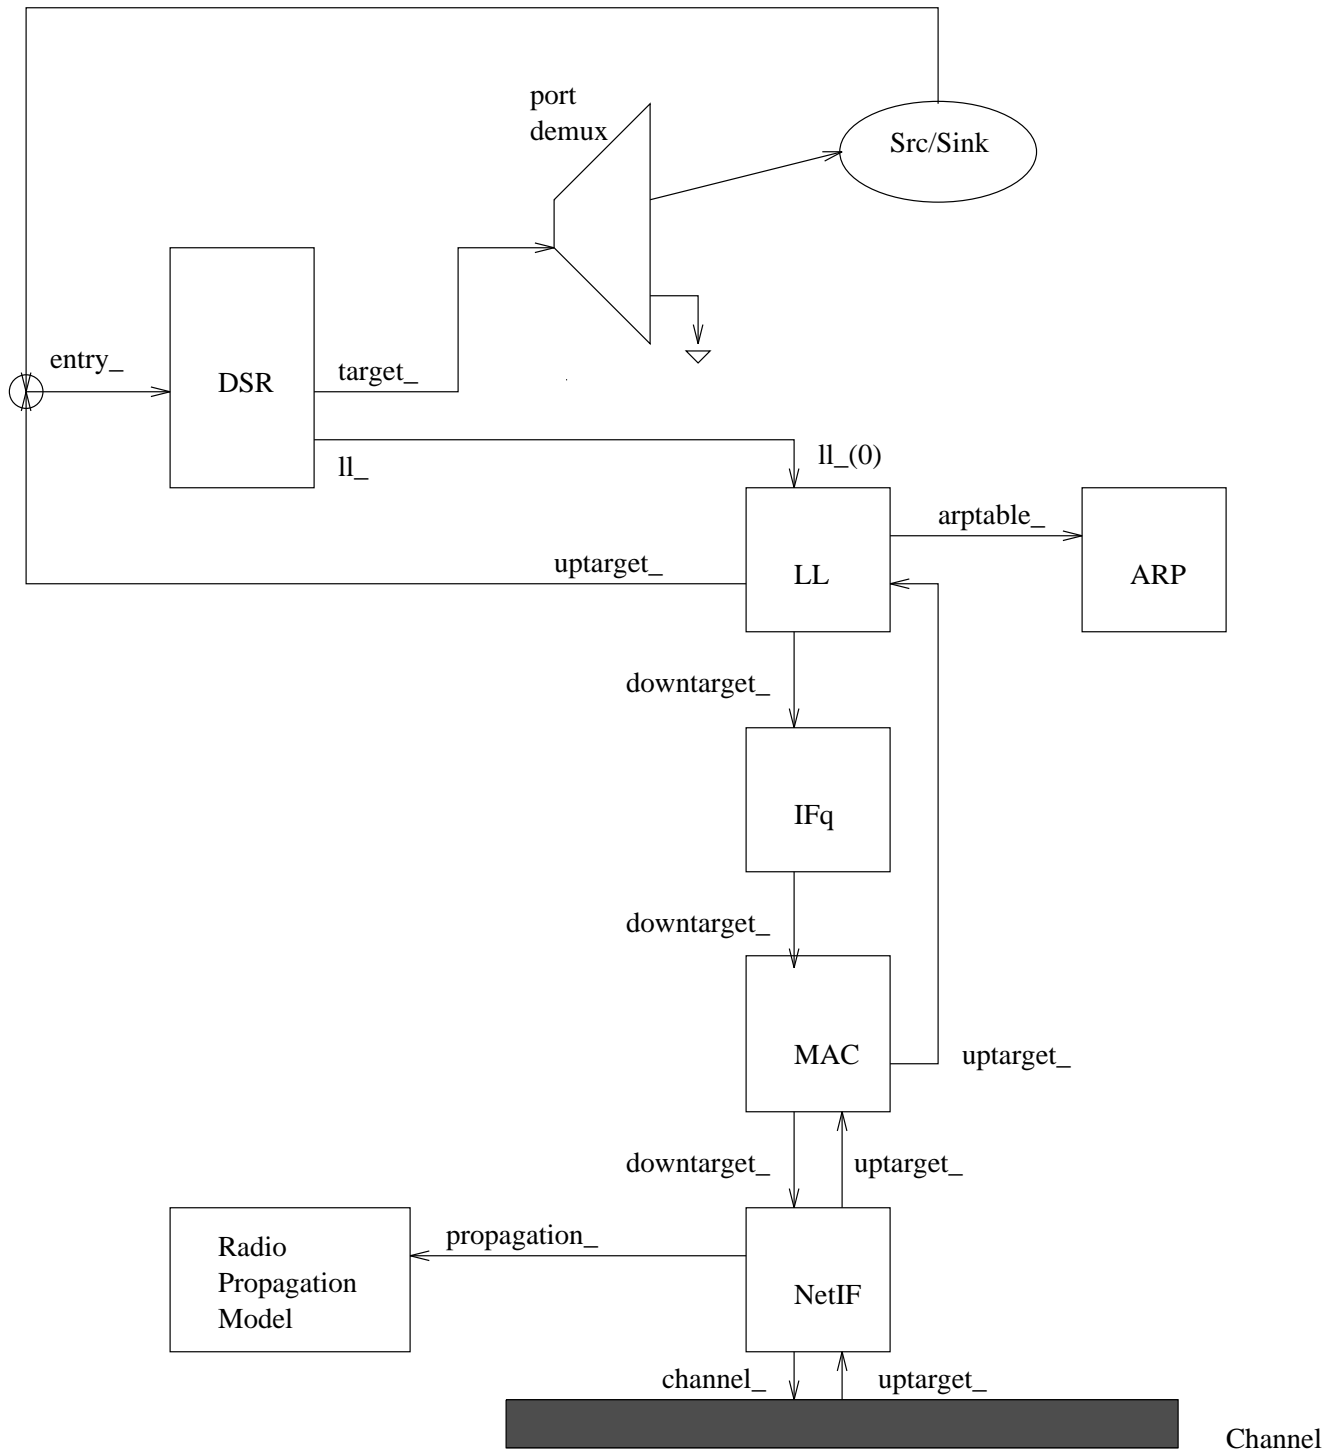 port
demux
Src/Sink
entry_
DSR
target_
ll_
ll_(0)
arptable_
uptarget_
LL
ARP
downtarget_
IFq
downtarget_
MAC
uptarget_
downtarget_
uptarget_
Radio
Propagation
Model
propagation_
NetIF
channel_
uptarget_
Channel